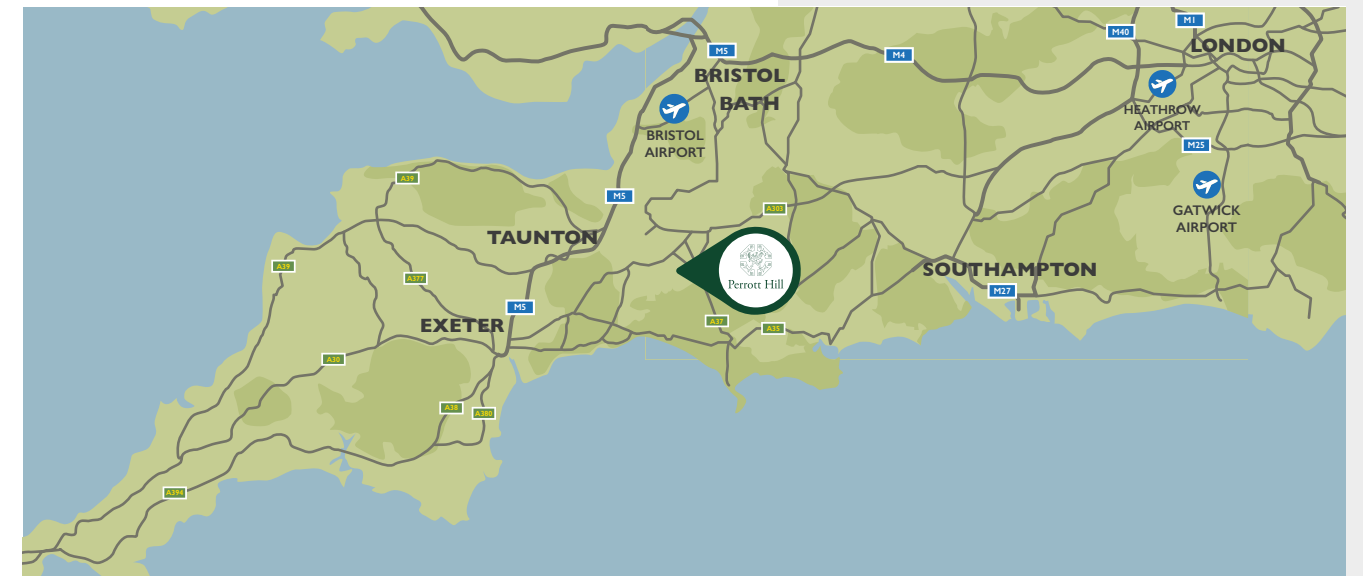 M1
M40
LONDON
M5
M4
BRISTOL
BATH
HEATHROW
AIRPORT
BRISTOL
AIRPORT
M25
A39
M5
GATWICK
AIRPORT
A303
TAUNTON
A39
A377
Perrott Hill
SOUTHAMPTON
M27
M5
EXETER
A37
A35
A30
A38
A380
A394